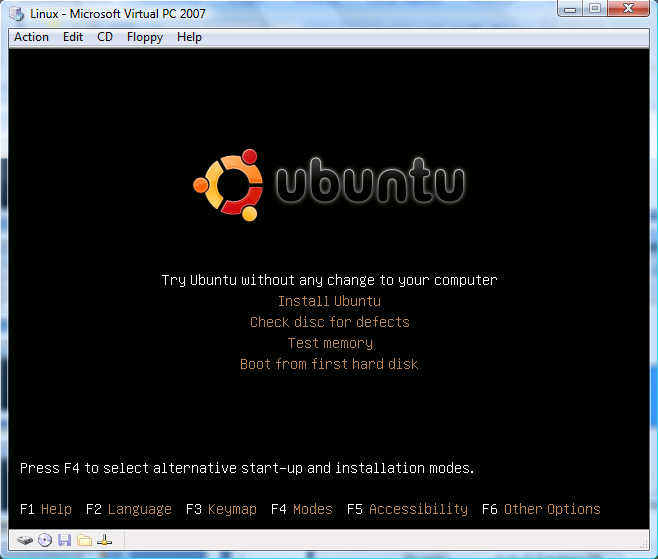 Linux - Microsoft Virtual PC 2007
Action Edit CD Floppy Help
ubuntu
Try Ubuntu without any change to your computer
Install Ubuntu
Check disc for defects
Test memory
Boot from first hard disk
Press F4 to select alternative start-up and installation modes.
F1 Help F2 Language F3 Keymap F4 Modes F5 Accessibility F6 Other Options